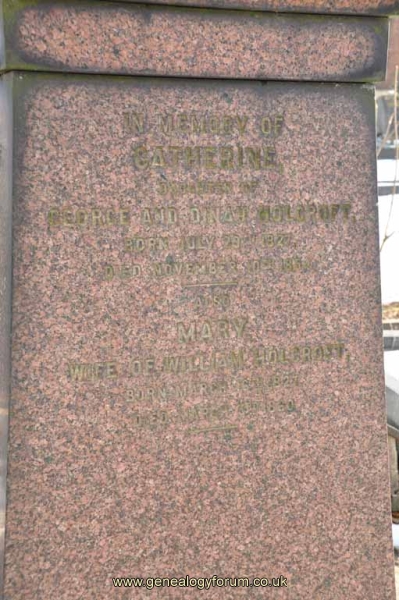 IN MEMORY OF
CATHERINE,
DAUGHTER OF
GEORGE AND DINAH HOLCROFT,
BORN JULY
DIED NOVEMBER
ALSO
MARY
WIFE OF WILLIAM HOLCROFT,
BORN MARCH
DIED
www.genealogyforum.co.uk